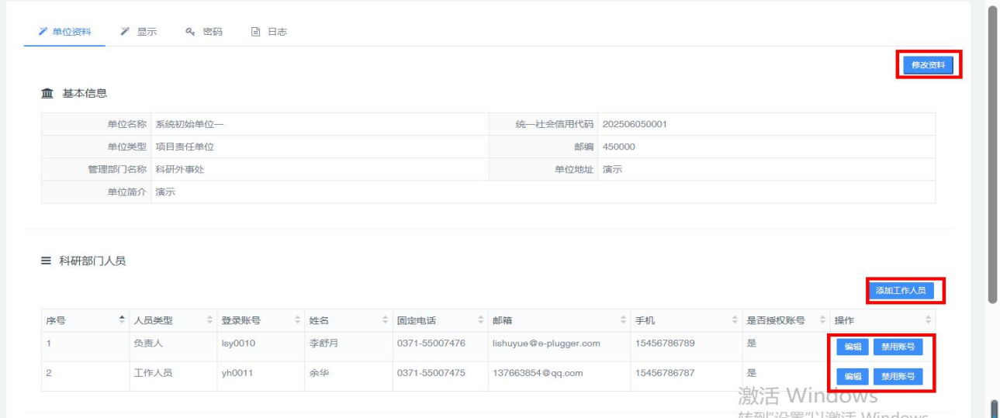 单位资料 显示 密码 日志
修改资料
基本信息
单位名称 系统初始单位一 统一社会信用代码 202506050001
单位类型 项目责任单位 邮编 450000
管理部门名称 科研外事处 单位地址 演示
单位简介 演示
科研部门人员
添加工作人员
序号 人员类型 登录账号 姓名 固定电话 邮箱 手机 是否授权账号 操作
1 负责人 lsy0010 李舒月 0371-55007476 lishuyue@e-plugger.com 15456786789 是 编辑 禁用账号
2 工作人员 yh0011 余华 0371-55007475 137663854@qq.com 15456786787 是 编辑 禁用账号
激活 Windows
转到"设置"以激活 Windows